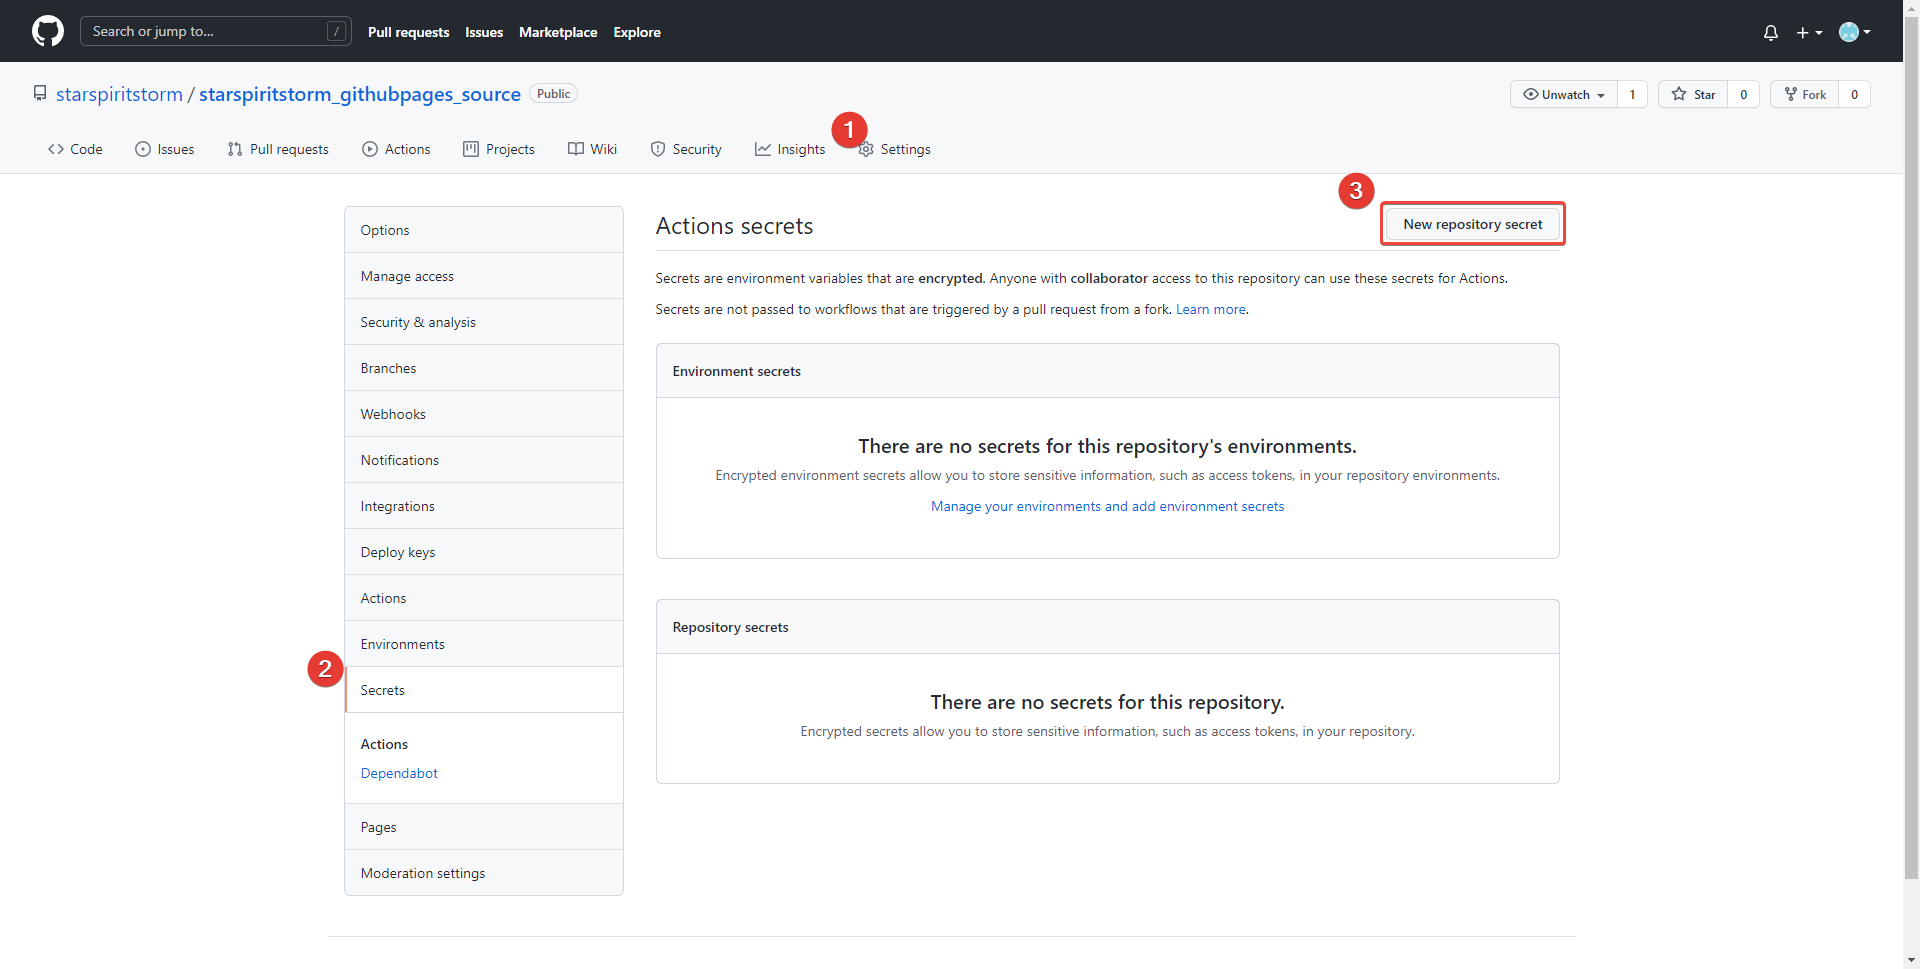 Search or jump to... /
Pull requests Issues Marketplace Explore
starspiritstorm / starspiritstorm_githubpages_source Public
Unwatch 1 Star 0 Fork 0
1
Code Issues Pull requests Actions Projects Wiki Security Insights Settings
3
Options
Manage access
Security & analysis
Branches
Webhooks
Notifications
Integrations
Deploy keys
Actions
Environments
2
Secrets
Actions
Dependabot
Pages
Moderation settings
Actions secrets
New repository secret
Secrets are environment variables that are encrypted. Anyone with collaborator access to this repository can use these secrets for Actions.
Secrets are not passed to workflows that are triggered by a pull request from a fork. Learn more.
Environment secrets
There are no secrets for this repository's environments.
Encrypted environment secrets allow you to store sensitive information, such as access tokens, in your repository environments.
Manage your environments and add environment secrets
Repository secrets
There are no secrets for this repository.
Encrypted secrets allow you to store sensitive information, such as access tokens, in your repository.